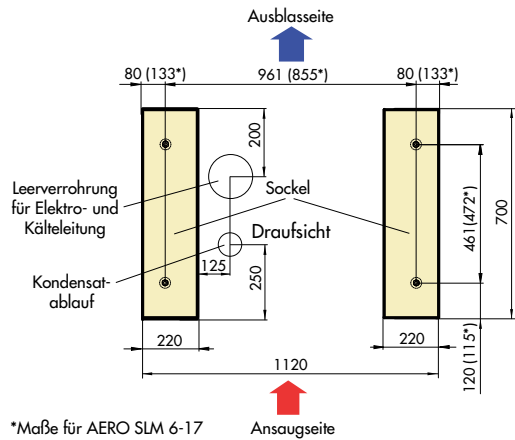 Ausblasseite
80 (133*)
961 (855*)
80 (133*)
200
Leerverrohrung
für Elektro- und
Kälteleitung
Sockel
461(472*)
700
Draufsicht
Kondensat-
ablauf
125
250
220
220
120 (115*)
1120
*Maße für AERO SLM 6-17
Ansaugseite